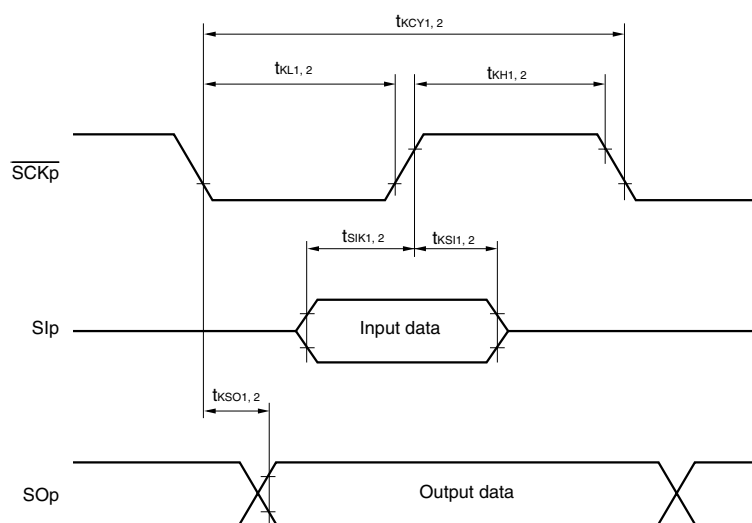 tKCY1, 2
tKL1, 2
tKH1, 2
SCKp
tSIK1, 2
tKSI1, 2
SIp
Input data
tKSO1, 2
SOp
Output data